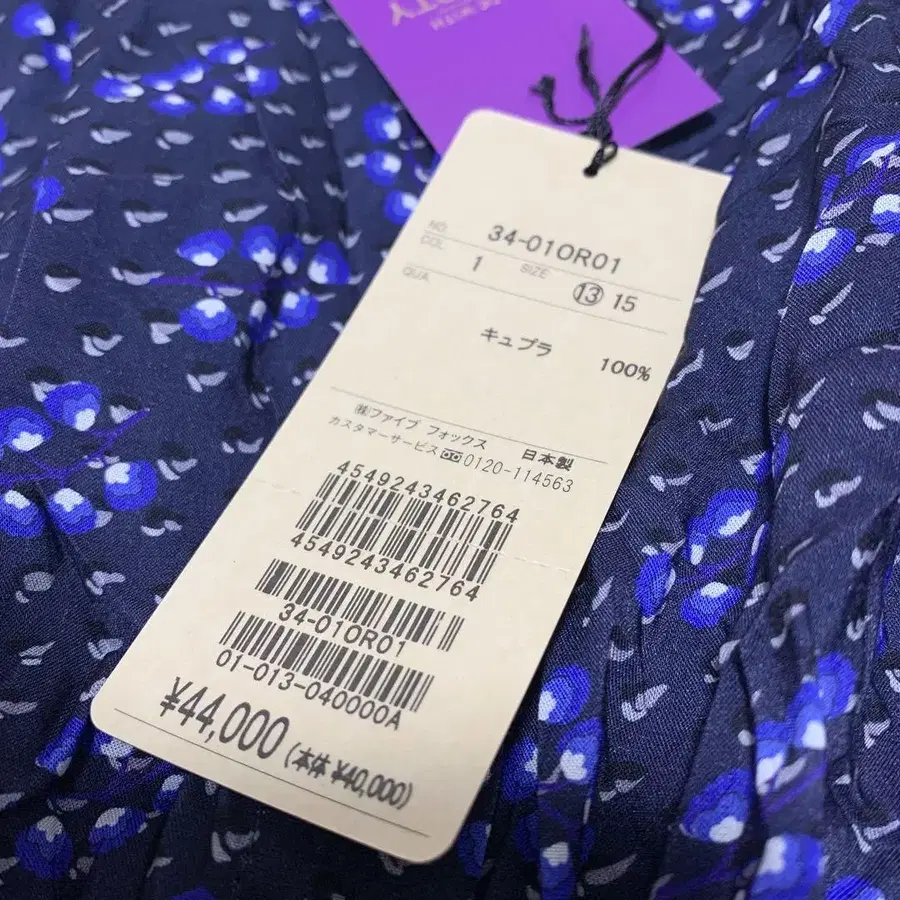 NO. 34-01OR01
COL. 1 SIZE ⑬ 15
QUA.
キュプラ 100%
㈱ファイブ フォックス 日本製
カスタマーサービス 0120-114563
4549243462764
4549243462764
34-01OR01
01-013-040000A
¥44,000 (本体 ¥40,000)